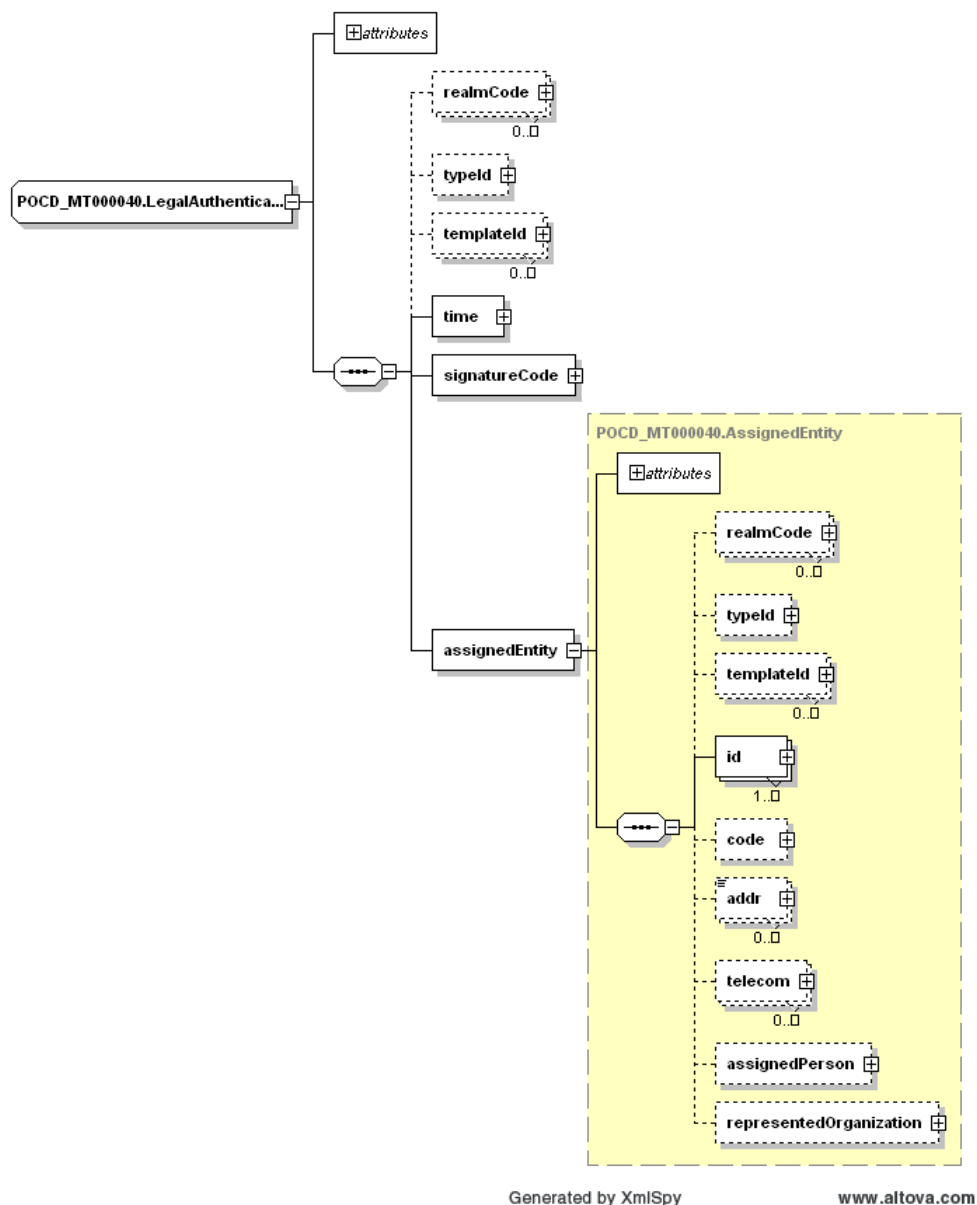 attributes
realmCode
0..□
typeId
POCD_MT000040.LegalAuthentica...
templateId
0..□
time
signatureCode
POCD_MT000040.AssignedEntity
attributes
realmCode
0..□
typeId
assignedEntity
templateId
0..□
id
1..□
code
addr
0..□
telecom
0..□
assignedPerson
representedOrganization
Generated by XmlSpy www.altova.com